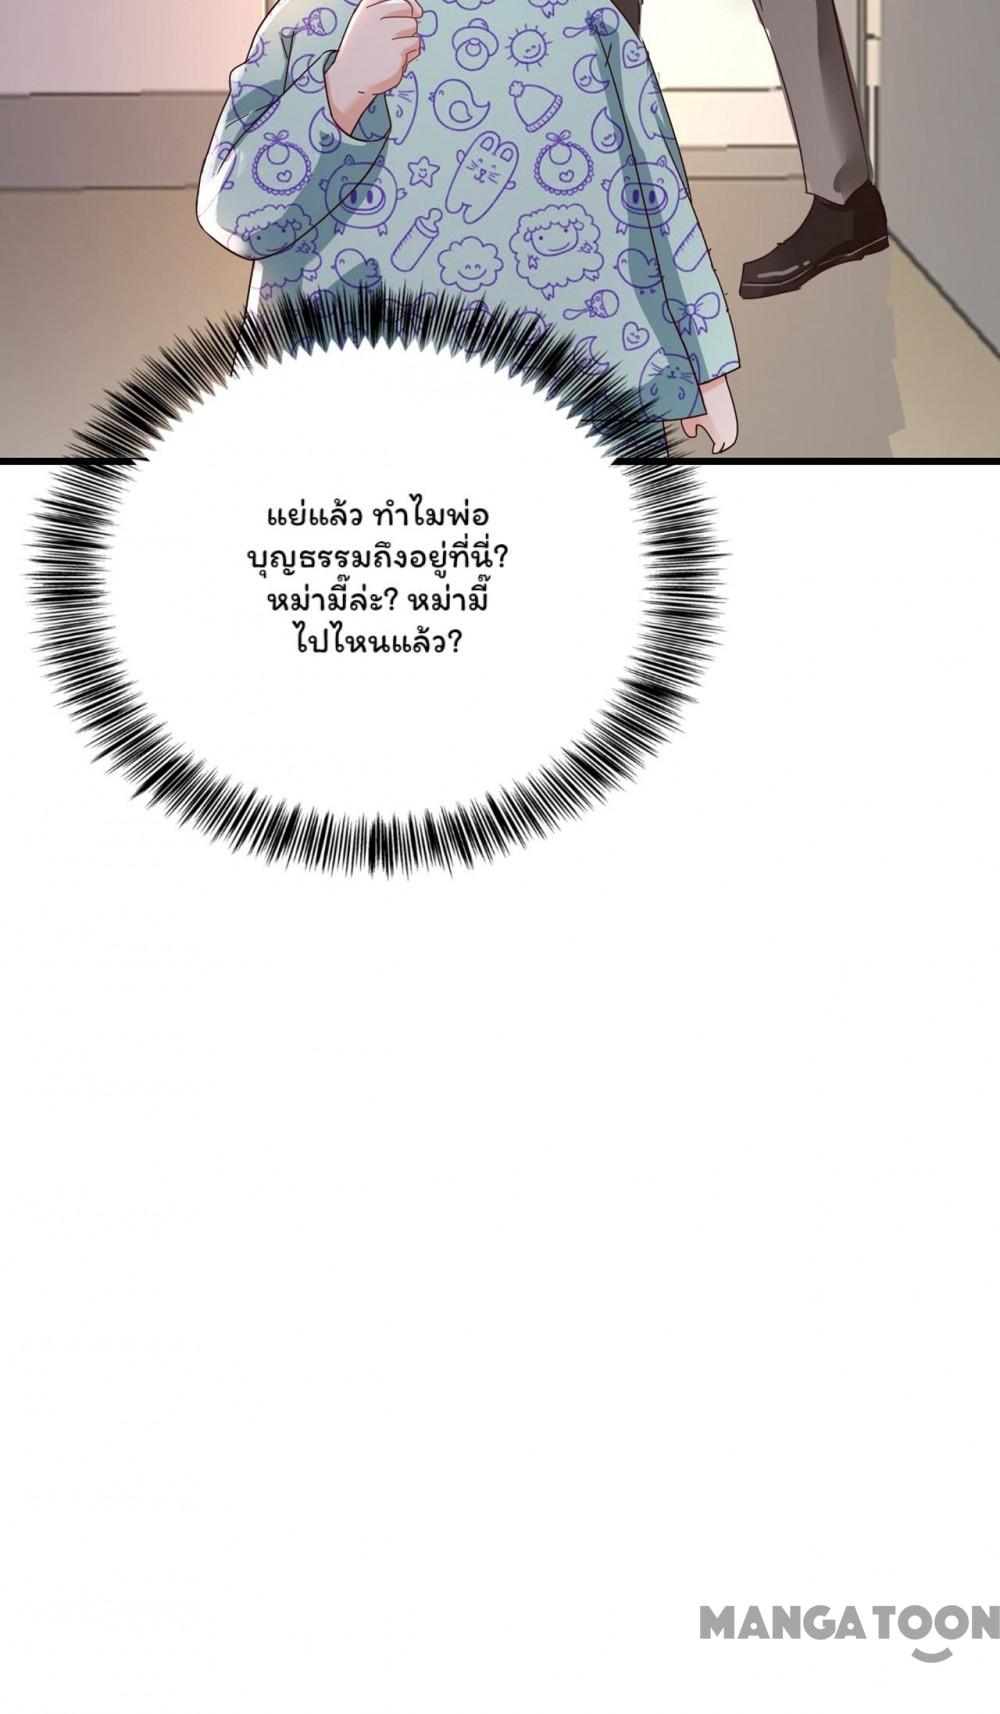 แย่แล้ว ทำไมพ่อ
บุญธรรมถึงอยู่ที่นี่?
หม่ามี๊ล่ะ? หม่ามี๊
ไปไหนแล้ว?
MANGATOON